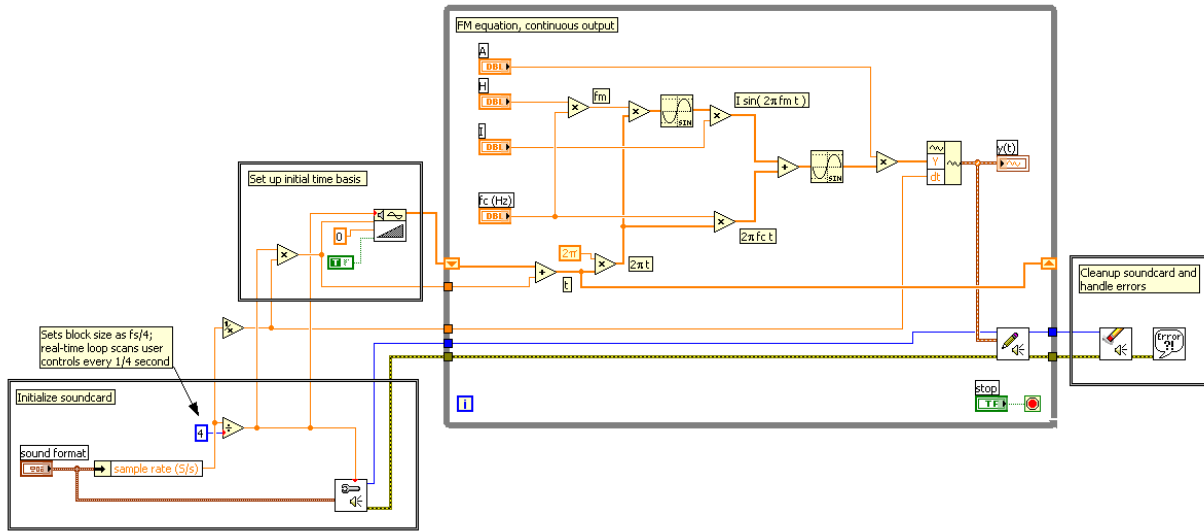 FM equation, continuous output
A
DBL
H
DBL
fm
I sin( 2π fm t )
SIN
I
DBL
y(t)
Y
dt
SIN
Set up initial time basis
fc (Hz)
DBL
2π fc t
0
T F
2π
2π t
t
Cleanup soundcard and
handle errors
Sets block size as fs/4;
real-time loop scans user
controls every 1/4 second
1/x
Error
?!
Initialize soundcard
i
stop
TF
4
sound format
sample rate (S/s)